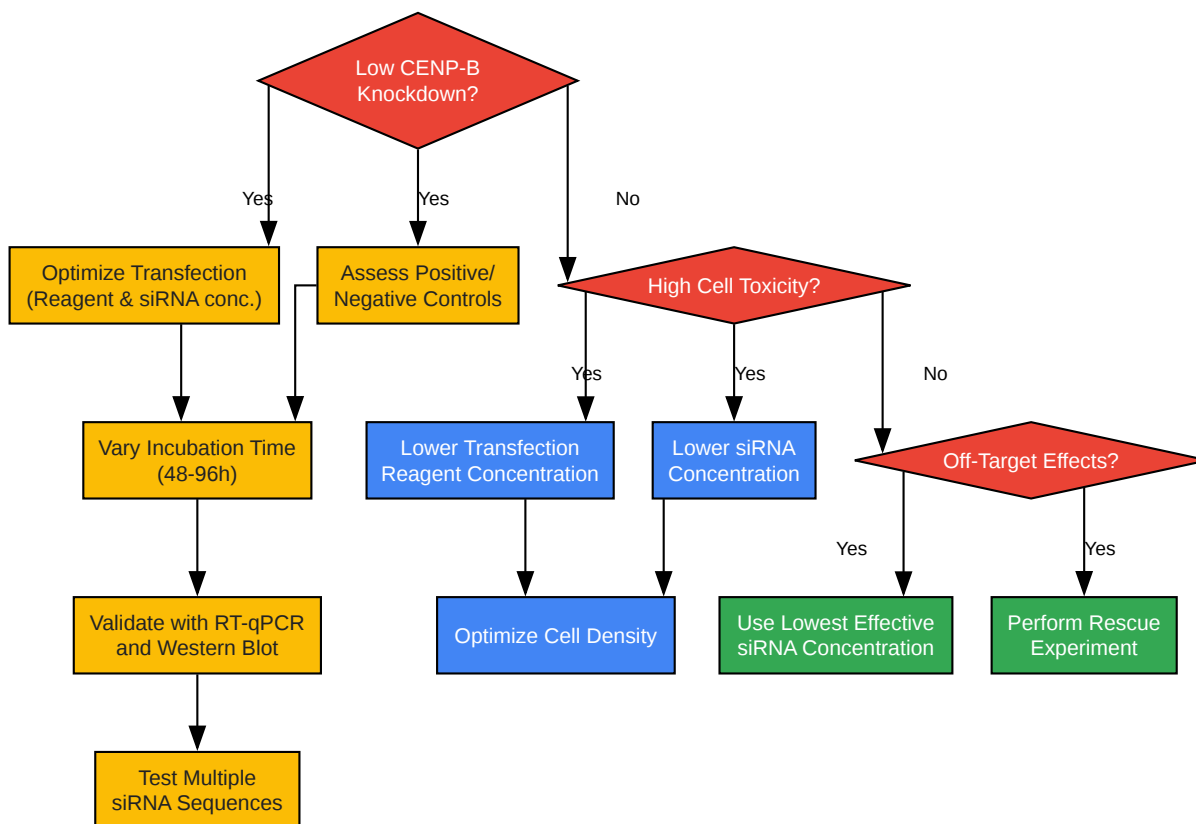 Low CENP-B
Knockdown?
Yes
Yes
No
Optimize Transfection
(Reagent & siRNA conc.)
Assess Positive/
Negative Controls
High Cell Toxicity?
Yes
Yes
No
Vary Incubation Time
(48-96h)
Lower Transfection
Reagent Concentration
Lower siRNA
Concentration
Off-Target Effects?
Yes
Yes
Validate with RT-qPCR
and Western Blot
Optimize Cell Density
Use Lowest Effective
siRNA Concentration
Perform Rescue
Experiment
Test Multiple
siRNA Sequences